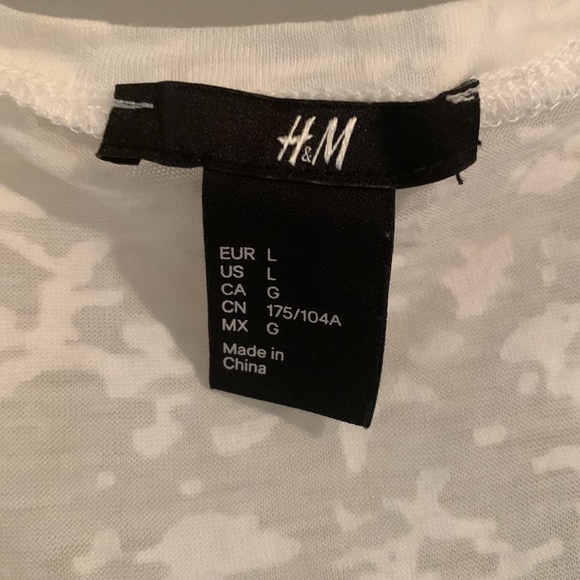 H&M
EUR L
US L
CA G
CN 175/104A
MX G
Made in
China